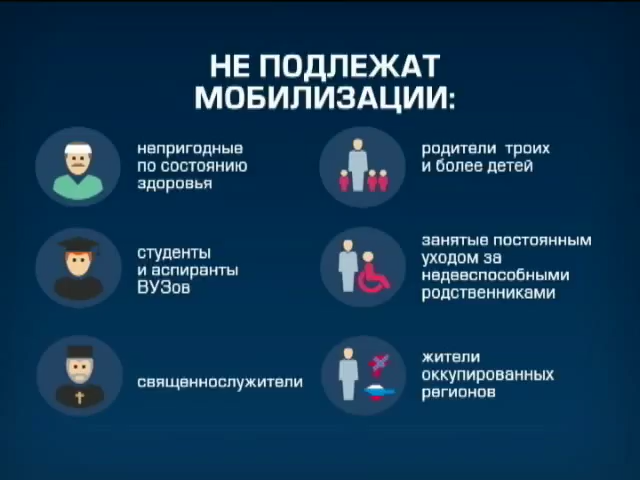 НЕ ПОДЛЕЖАТ
МОБИЛИЗАЦИИ:
непригодные
по состоянию
здоровья
студенты
и аспиранты
ВУЗов
священнослужители
родители троих
и более детей
занятые постоянным
уходом за
недееспособными
родственниками
жители
оккупированных
регионов